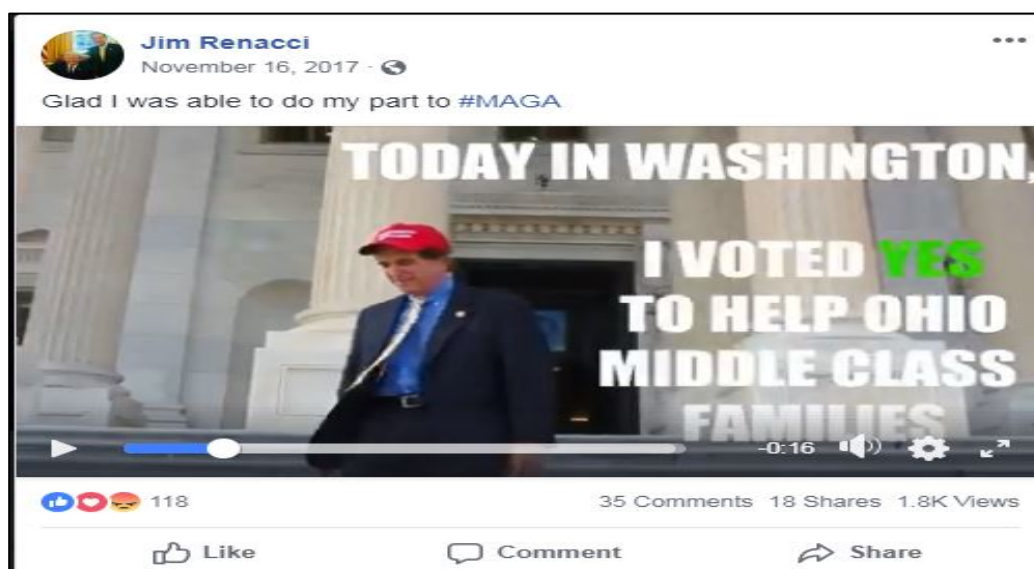 Jim Renacci
November 16, 2017 ·
Glad I was able to do my part to #MAGA
TODAY IN WASHINGTON,
I VOTED YES
TO HELP OHIO
MIDDLE CLASS
FAMILIES
-0:16
118
35 Comments 18 Shares 1.8K Views
Like Comment Share